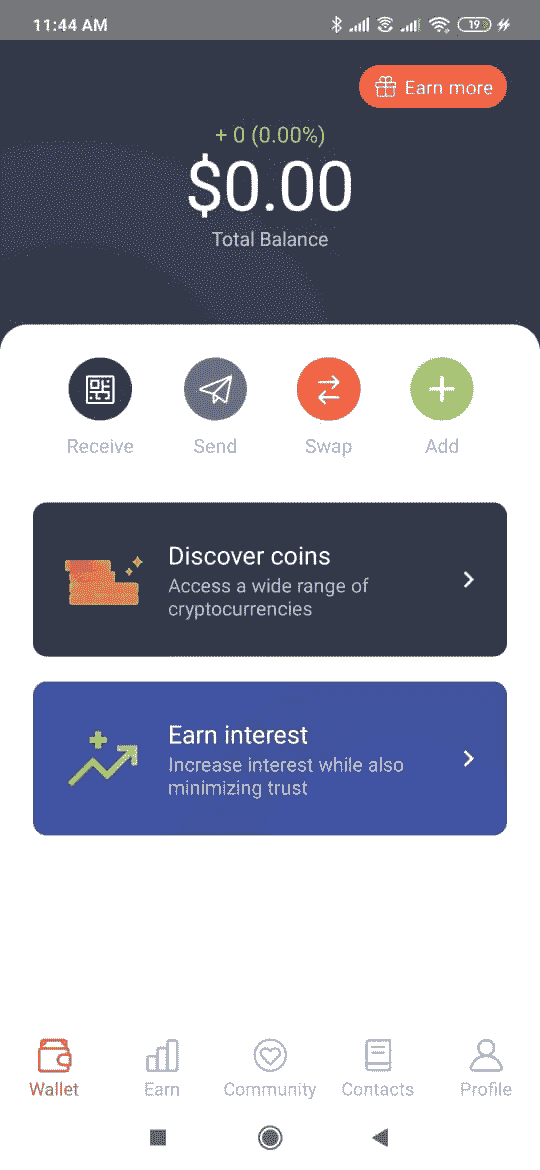 11:44 AM
19
Earn more
+ 0 (0.00%)
$0.00
Total Balance
Receive
Send
Swap
Add
Discover coins
Access a wide range of
cryptocurrencies
Earn interest
Increase interest while also
minimizing trust
Wallet
Earn
Community
Contacts
Profile